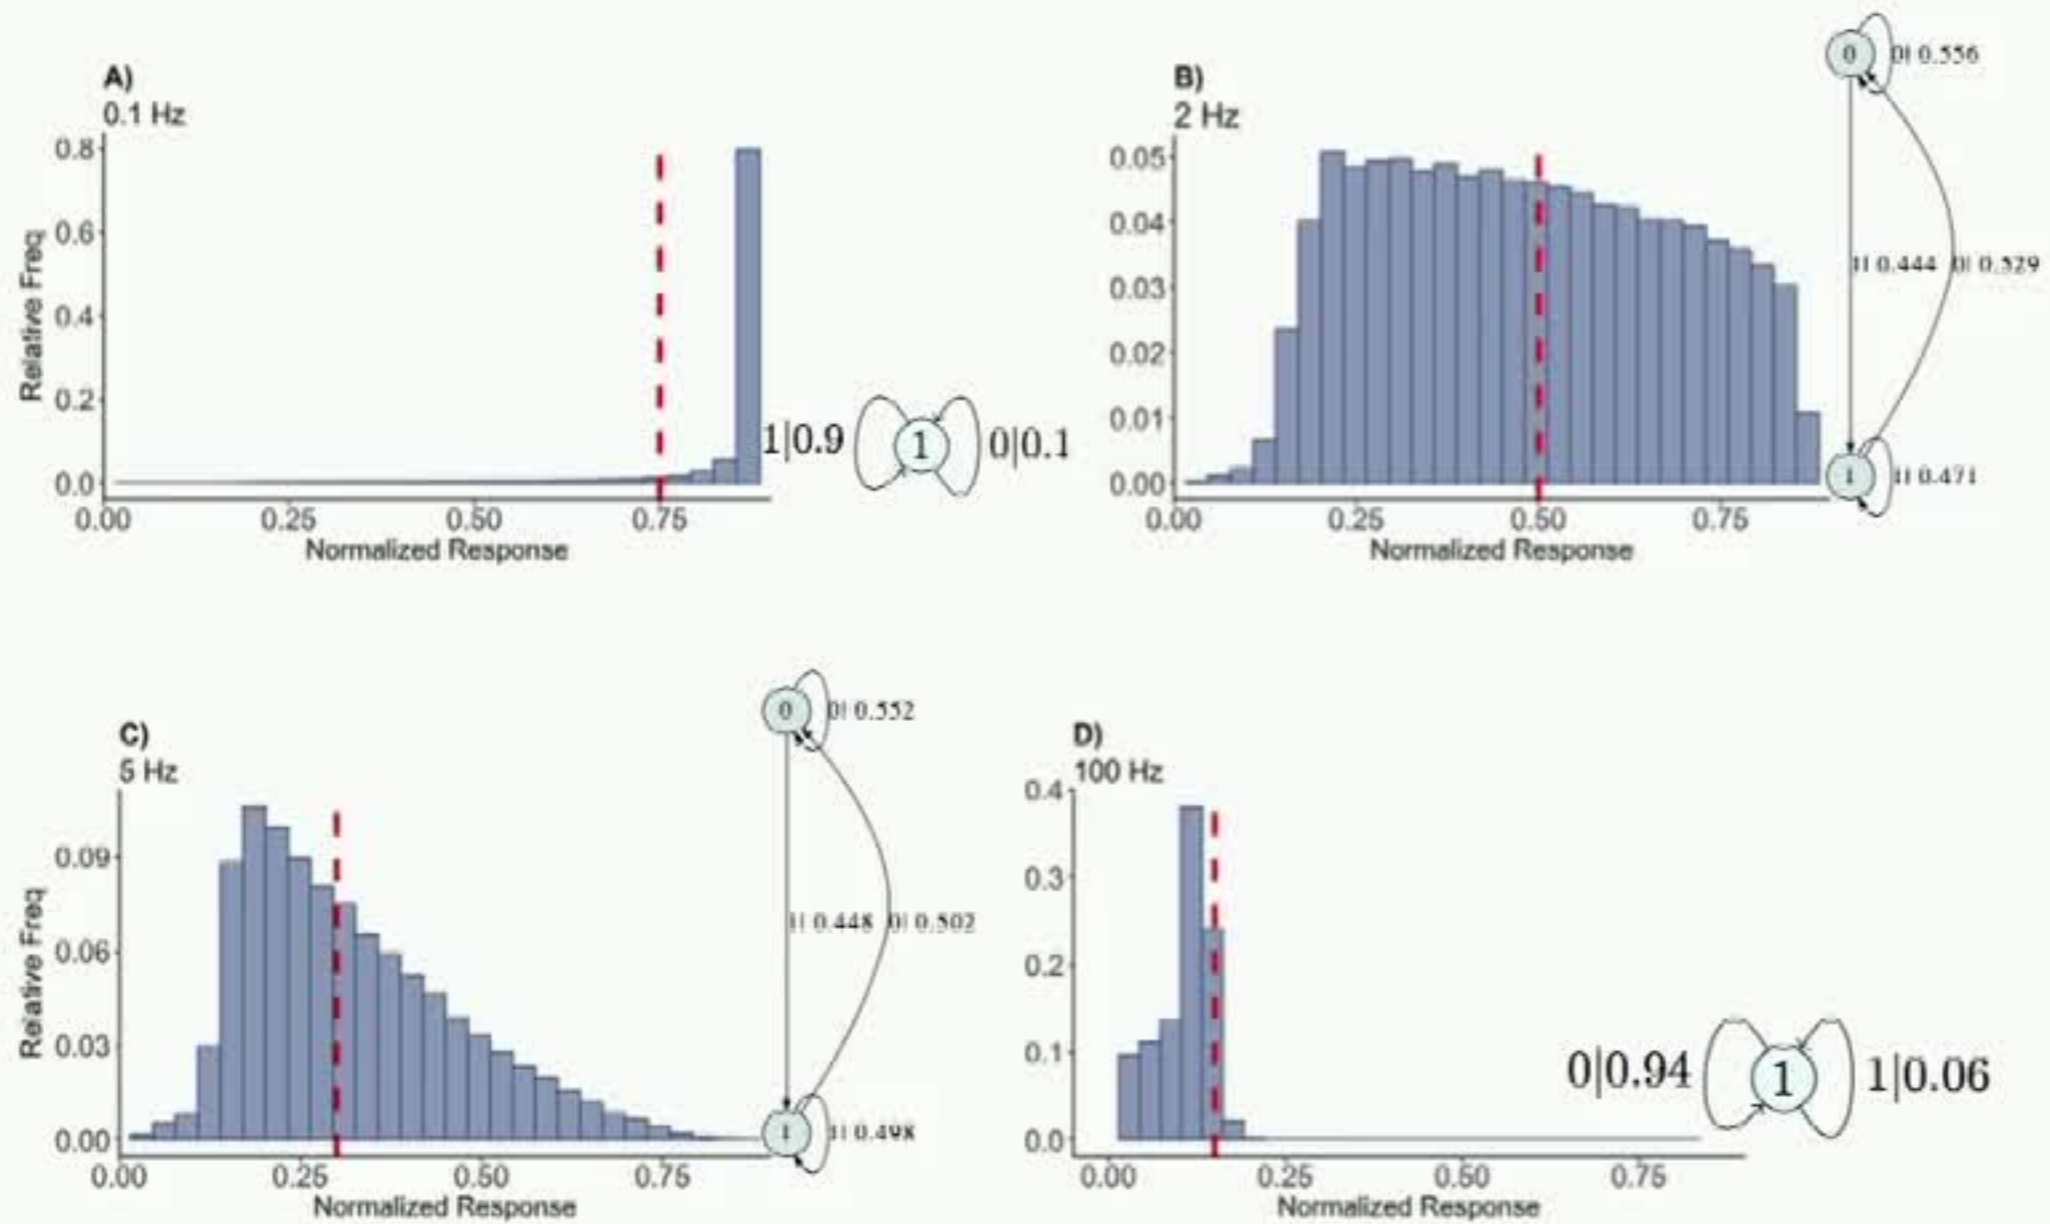 A)
0.1 Hz
0.8
0.6
0.4
0.2
0.0
Relative Freq
0.00 0.25 0.50 0.75
Normalized Response
1|0.9 1 0|0.1
B)
2 Hz
0.05
0.04
0.03
0.02
0.01
0.00
0.00 0.25 0.50 0.75
Normalized Response
0 0| 0.556
1| 0.444 0| 0.529
1 1| 0.471
C)
5 Hz
0.09
0.06
0.03
0.00
Relative Freq
0.00 0.25 0.50 0.75
Normalized Response
0 0| 0.552
1| 0.448 0| 0.502
1 1| 0.498
D)
100 Hz
0.4
0.3
0.2
0.1
0.0
0.00 0.25 0.50 0.75
Normalized Response
0|0.94 1 1|0.06